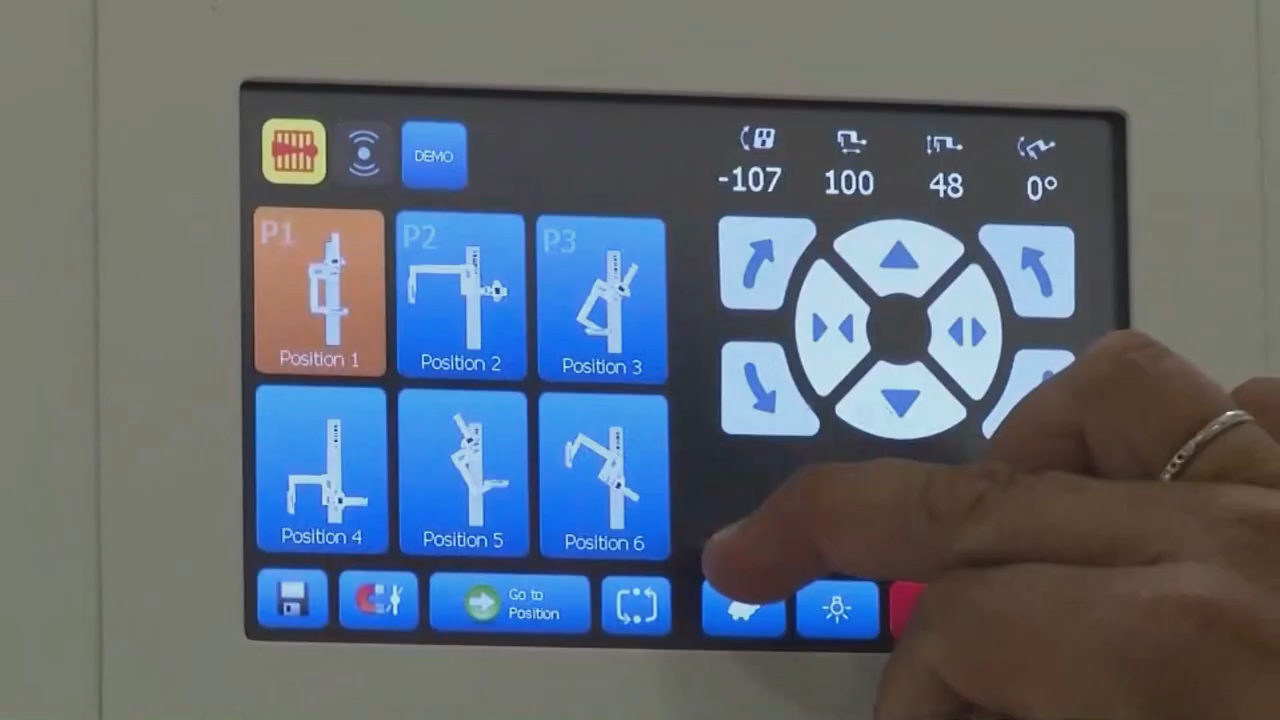 DEMO
-107 100 48 0°
P1 P2 P3
Position 1 Position 2 Position 3
Position 4 Position 5 Position 6
Go to
Position